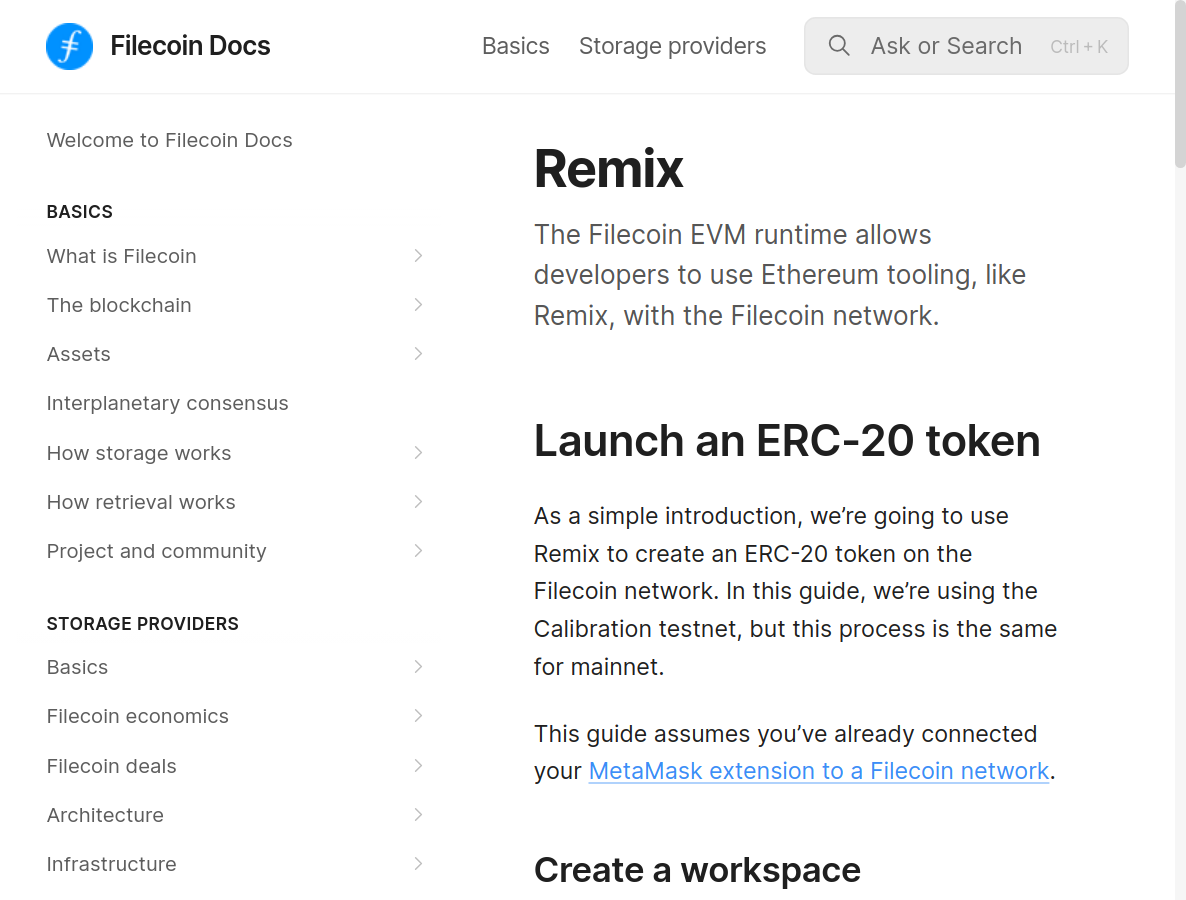 Filecoin Docs
Basics
Storage providers
Ask or Search
Ctrl + K
Welcome to Filecoin Docs
BASICS
What is Filecoin
The blockchain
Assets
Interplanetary consensus
How storage works
How retrieval works
Project and community
STORAGE PROVIDERS
Basics
Filecoin economics
Filecoin deals
Architecture
Infrastructure
Remix
The Filecoin EVM runtime allows
developers to use Ethereum tooling, like
Remix, with the Filecoin network.
Launch an ERC-20 token
As a simple introduction, we’re going to use
Remix to create an ERC-20 token on the
Filecoin network. In this guide, we’re using the
Calibration testnet, but this process is the same
for mainnet.
This guide assumes you’ve already connected
your MetaMask extension to a Filecoin network.
Create a workspace